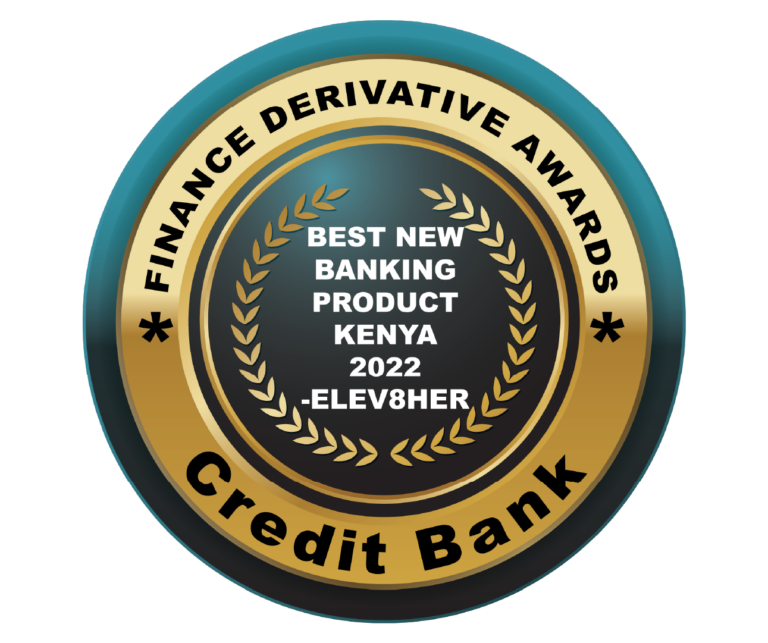 FINANCE DERIVATIVE AWARDS
BEST NEW
BANKING
PRODUCT
KENYA
2022
-ELEV8HER
* *
Credit Bank